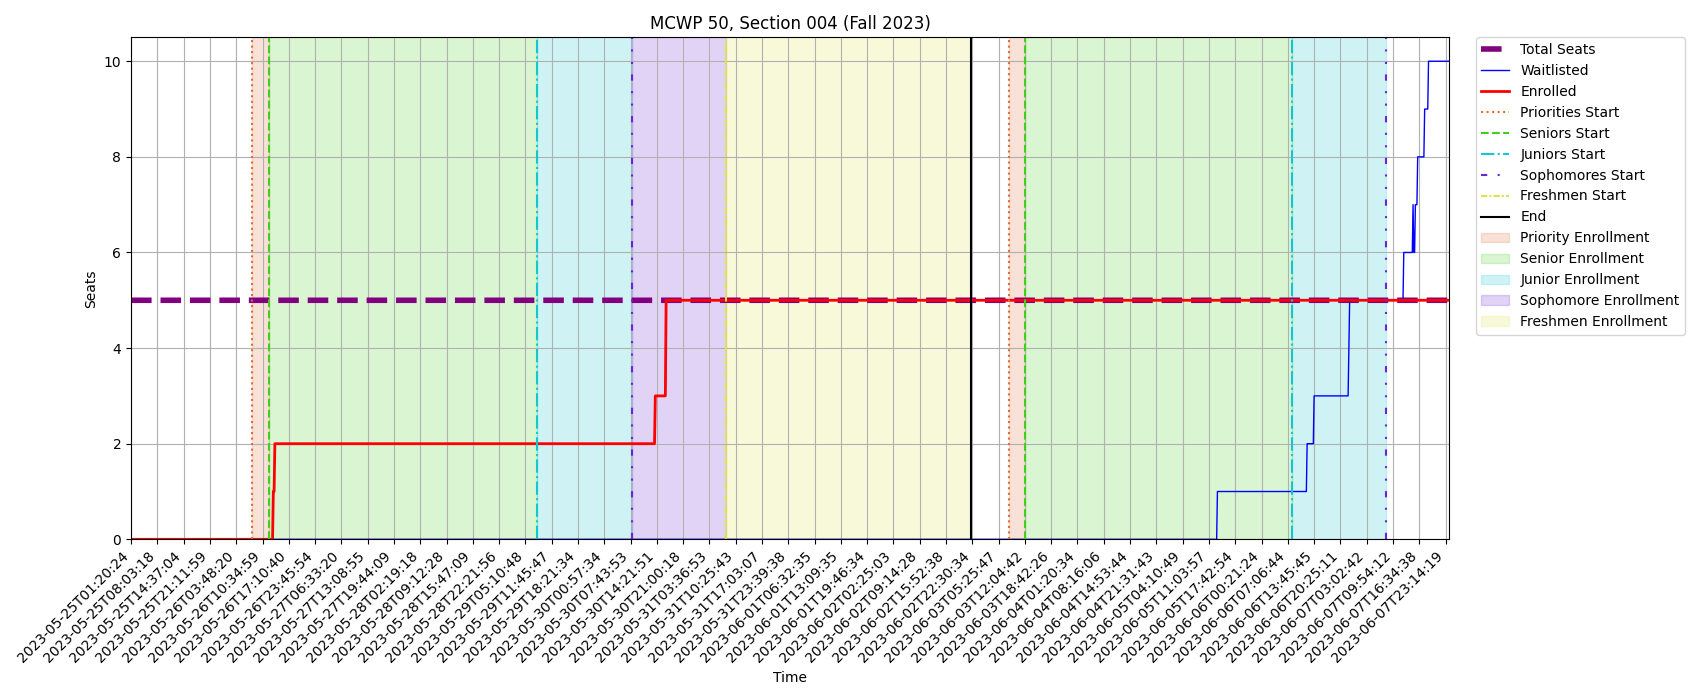 MCWP 50, Section 004 (Fall 2023)
10
8
6
4
2
0
Seats
2023-05-25T01:20:24
2023-05-25T08:03:18
2023-05-25T14:37:04
2023-05-25T21:11:59
2023-05-26T03:48:20
2023-05-26T10:34:59
2023-05-26T17:10:40
2023-05-26T23:45:54
2023-05-27T06:33:20
2023-05-27T13:08:55
2023-05-27T19:44:09
2023-05-28T02:19:18
2023-05-28T09:12:28
2023-05-28T15:47:09
2023-05-28T22:21:56
2023-05-29T05:10:48
2023-05-29T11:45:47
2023-05-29T18:21:34
2023-05-30T00:57:34
2023-05-30T07:43:53
2023-05-30T14:21:51
2023-05-30T21:00:18
2023-05-31T03:36:53
2023-05-31T10:25:43
2023-05-31T17:03:07
2023-05-31T23:39:38
2023-06-01T06:32:35
2023-06-01T13:09:35
2023-06-01T19:46:34
2023-06-02T02:25:03
2023-06-02T09:14:28
2023-06-02T15:52:38
2023-06-02T22:30:34
2023-06-03T05:25:47
2023-06-03T12:04:42
2023-06-03T18:42:26
2023-06-04T01:20:34
2023-06-04T08:16:06
2023-06-04T14:53:44
2023-06-04T21:31:43
2023-06-05T04:10:49
2023-06-05T11:03:57
2023-06-05T17:42:54
2023-06-06T00:21:24
2023-06-06T07:06:44
2023-06-06T13:45:45
2023-06-06T20:25:11
2023-06-07T03:02:42
2023-06-07T09:54:12
2023-06-07T16:34:38
2023-06-07T23:14:19
Time
Total Seats
Waitlisted
Enrolled
Priorities Start
Seniors Start
Juniors Start
Sophomores Start
Freshmen Start
End
Priority Enrollment
Senior Enrollment
Junior Enrollment
Sophomore Enrollment
Freshmen Enrollment